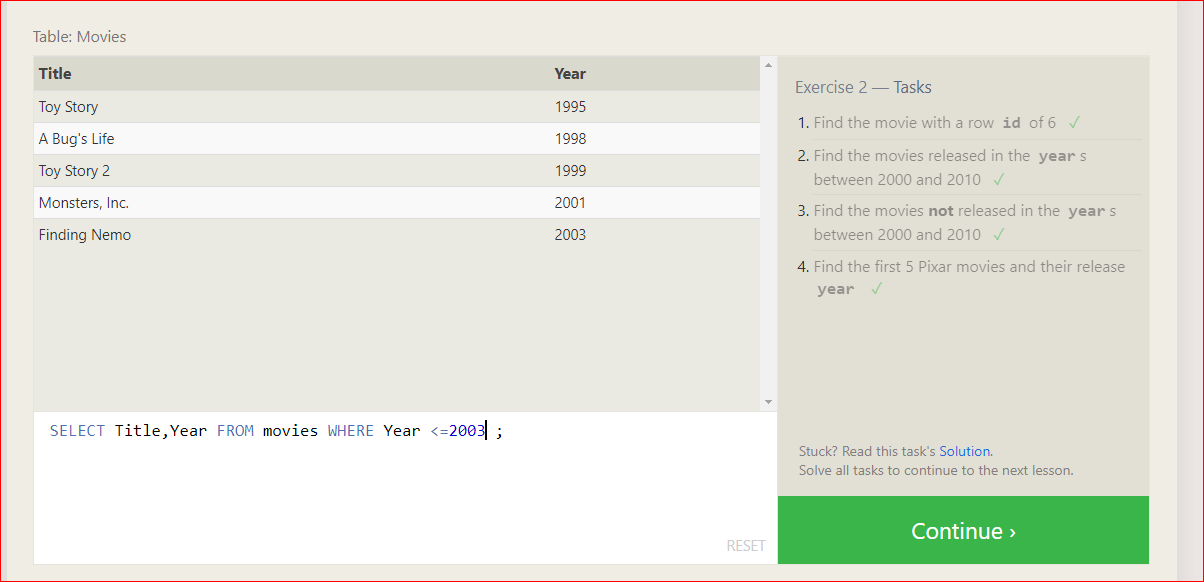 Table: Movies
Title Year
Toy Story 1995
A Bug's Life 1998
Toy Story 2 1999
Monsters, Inc. 2001
Finding Nemo 2003
SELECT Title,Year FROM movies WHERE Year <=2003 ;
RESET
Exercise 2 — Tasks
1. Find the movie with a row id of 6 ✓
2. Find the movies released in the year s
between 2000 and 2010 ✓
3. Find the movies not released in the year s
between 2000 and 2010 ✓
4. Find the first 5 Pixar movies and their release
year ✓
Stuck? Read this task's Solution.
Solve all tasks to continue to the next lesson.
Continue ›